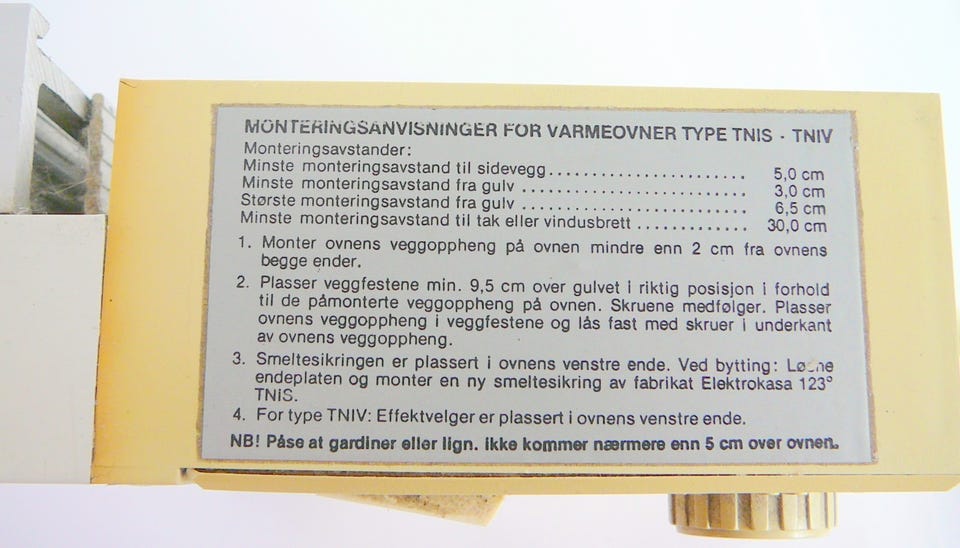 MONTERINGSANVISNINGER FOR VARMEOVNER TYPE TNIS - TNIV
Monteringsavstander:
Minste monteringsavstand til sidevegg........................ 5,0 cm
Minste monteringsavstand fra gulv ............................ 3,0 cm
Største monteringsavstand fra gulv ............................ 6,5 cm
Minste monteringsavstand til tak eller vindusbrett ............. 30,0 cm
1. Monter ovnens veggoppheng på ovnen mindre enn 2 cm fra ovnens
begge ender.
2. Plasser veggfestene min. 9,5 cm over gulvet i riktig posisjon i forhold
til de påmonterte veggoppheng på ovnen. Skruene medfølger. Plasser
ovnens veggoppheng i veggfestene og lås fast med skruer i underkant
av ovnens veggoppheng.
3. Smeltesikringen er plassert i ovnens venstre ende. Ved bytting: Løsne
endeplaten og monter en ny smeltesikring av fabrikat Elektrokasa 123°
TNIS.
4. For type TNIV: Effektvelger er plassert i ovnens venstre ende.
NB! Påse at gardiner eller lign. ikke kommer nærmere enn 5 cm over ovnen.